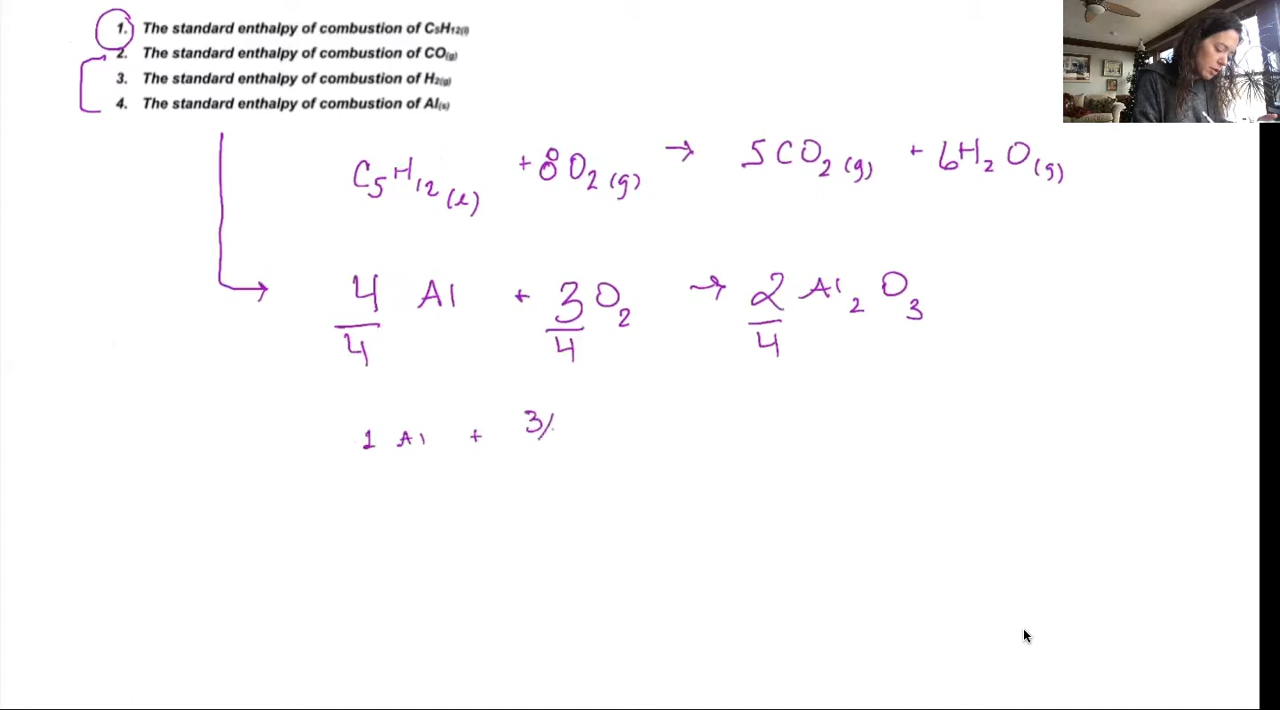 1. The standard enthalpy of combustion of C₅H₁₂₍ₗ₎
2. The standard enthalpy of combustion of CO₍g₎
3. The standard enthalpy of combustion of H₂₍g₎
4. The standard enthalpy of combustion of Al₍ₛ₎
C₅H₁₂ (l) + 8O₂ (g) → 5CO₂ (g) + 6H₂O (g)
4/4 Al + 3/4 O₂ → 2/4 Al₂O₃
1 Al + 3/